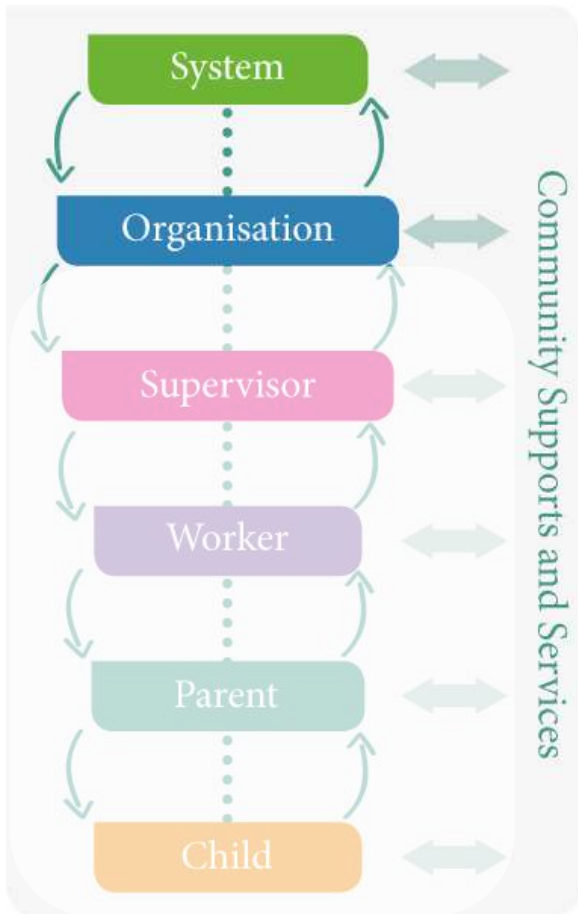 System
Organisation
Supervisor
Worker
Parent
Child
Community Supports and Services